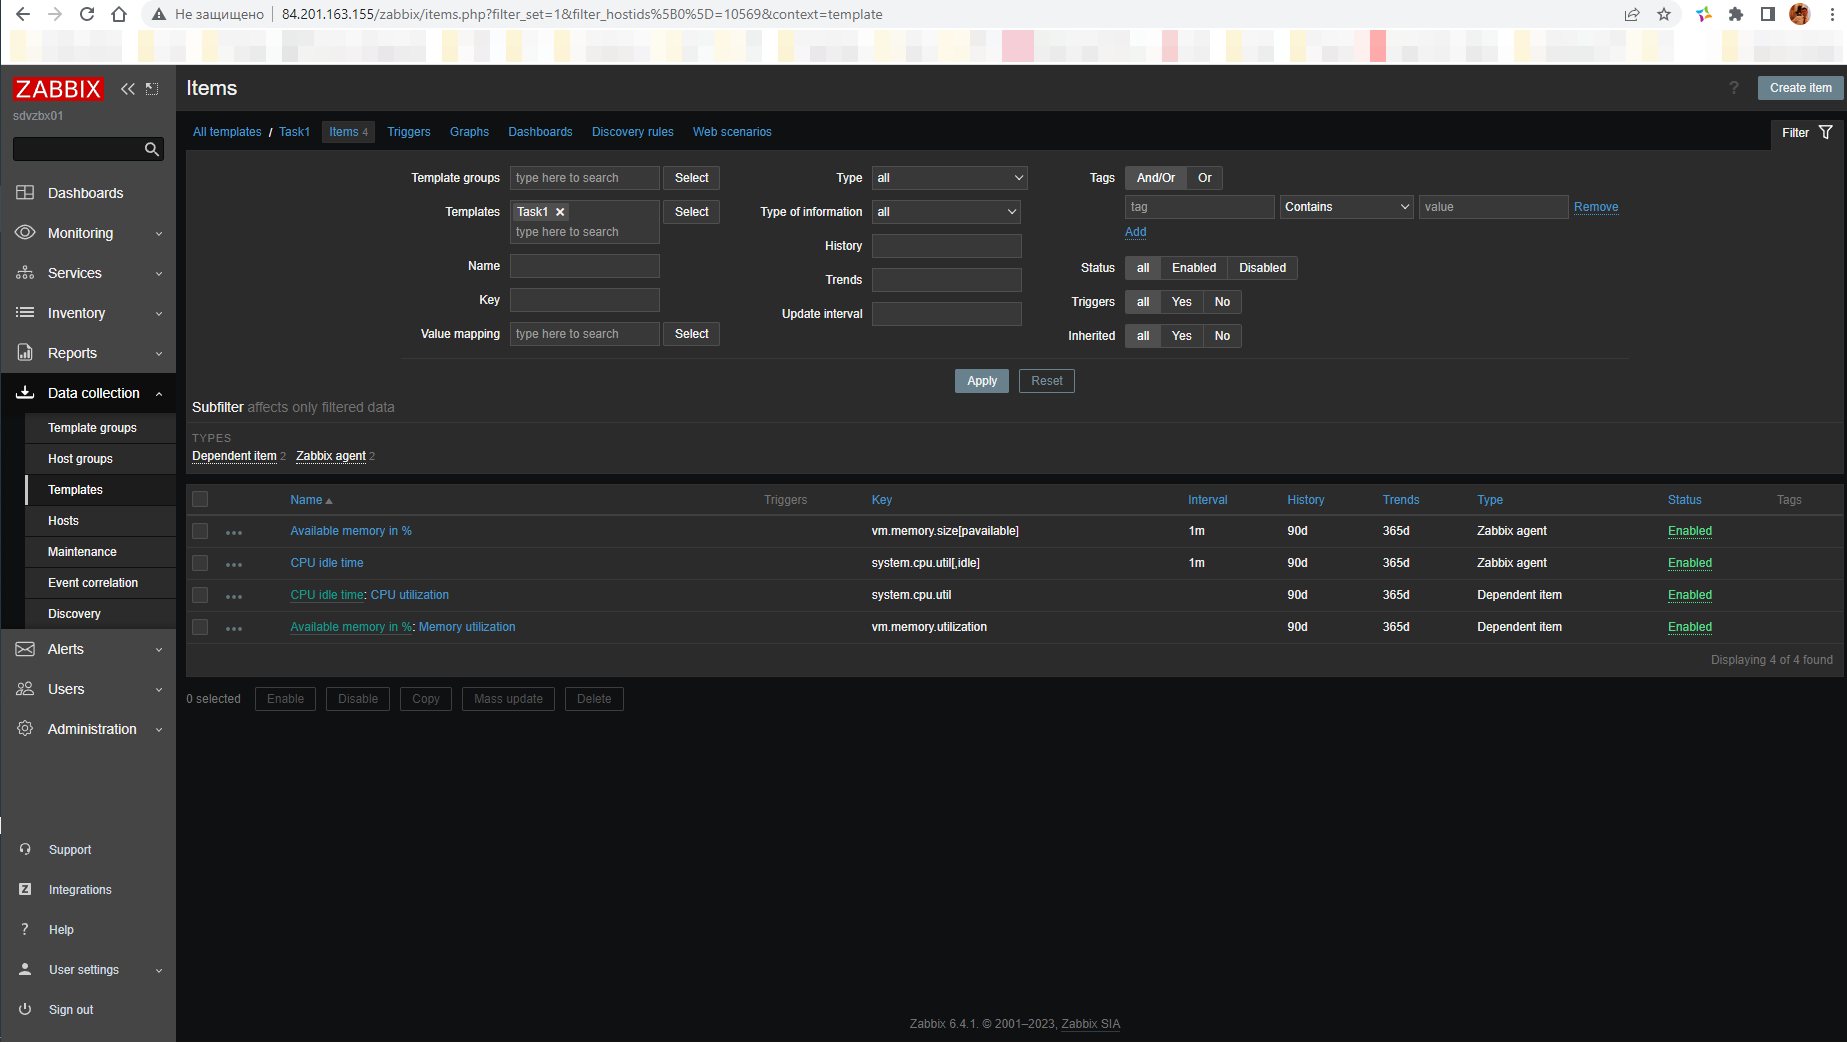 Не защищено 84.201.163.155/zabbix/items.php?filter_set=1&filter_hostids%5B0%5D=10569&context=template
ZABBIX
sdvzbx01
Dashboards
Monitoring
Services
Inventory
Reports
Data collection
Template groups
Host groups
Templates
Hosts
Maintenance
Event correlation
Discovery
Alerts
Users
Administration
Support
Integrations
Help
User settings
Sign out
Items
? Create item
All templates / Task1 Items 4 Triggers Graphs Dashboards Discovery rules Web scenarios
Filter
Template groups type here to search Select
Templates Task1 type here to search Select
Name
Key
Value mapping type here to search Select
Type all
Type of information all
History
Trends
Update interval
Tags And/Or Or
tag Contains value Remove
Add
Status all Enabled Disabled
Triggers all Yes No
Inherited all Yes No
Apply Reset
Subfilter affects only filtered data
TYPES
Dependent item 2 Zabbix agent 2
Name Triggers Key Interval History Trends Type Status Tags
Available memory in % vm.memory.size[pavailable] 1m 90d 365d Zabbix agent Enabled
CPU idle time system.cpu.util[,idle] 1m 90d 365d Zabbix agent Enabled
CPU idle time: CPU utilization system.cpu.util 90d 365d Dependent item Enabled
Available memory in %: Memory utilization vm.memory.utilization 90d 365d Dependent item Enabled
Displaying 4 of 4 found
0 selected Enable Disable Copy Mass update Delete
Zabbix 6.4.1. © 2001–2023, Zabbix SIA